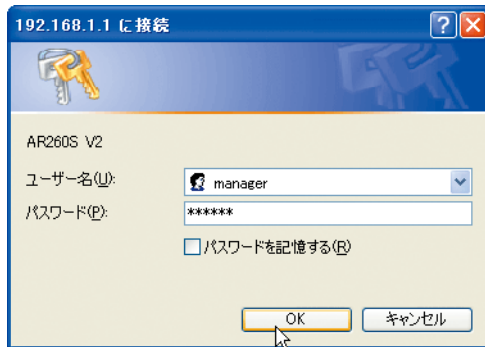 192.168.1.1 に接続
AR260S V2
ユーザー名(U):
manager
パスワード(P):
******
パスワードを記憶する(R)
OK
キャンセル